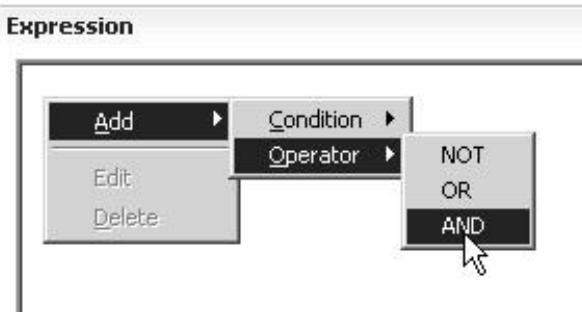 Expression
Add
Condition
Operator
NOT
Edit
OR
Delete
AND